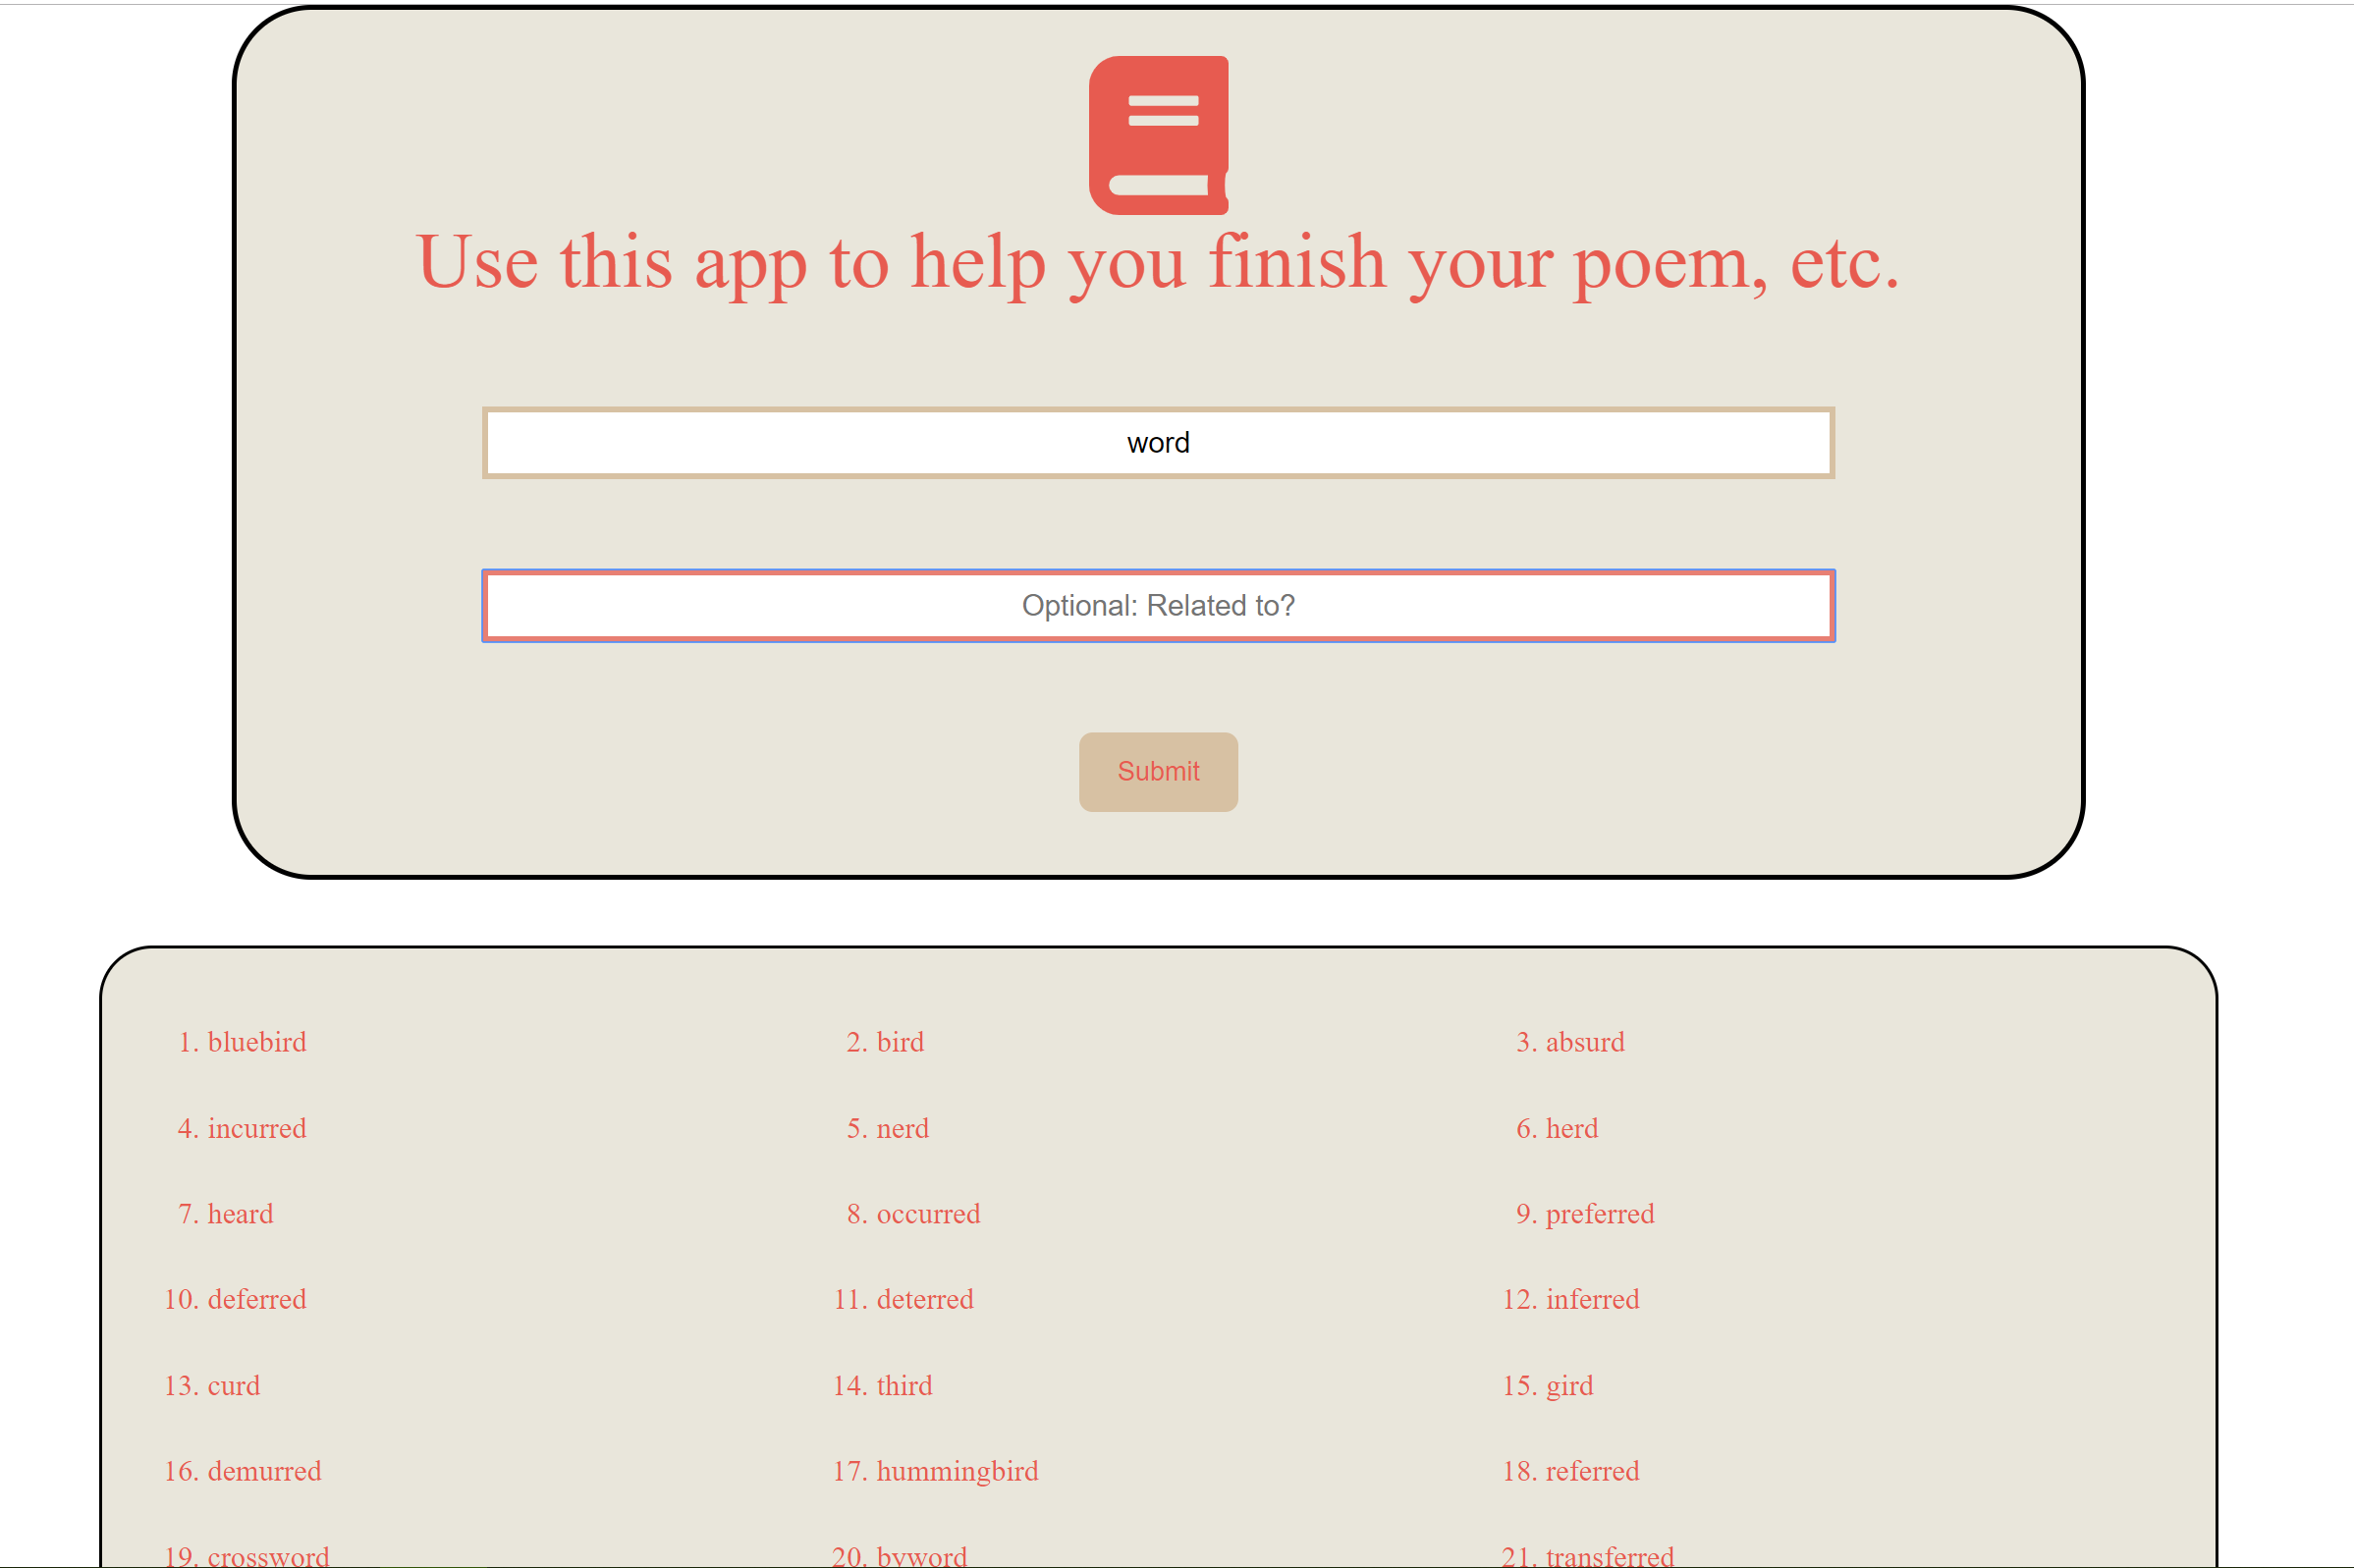 Use this app to help you finish your poem, etc.
word
Optional: Related to?
Submit
1. bluebird 2. bird 3. absurd
4. incurred 5. nerd 6. herd
7. heard 8. occurred 9. preferred
10. deferred 11. deterred 12. inferred
13. curd 14. third 15. gird
16. demurred 17. hummingbird 18. referred
19. crossword 20. byword 21. transferred